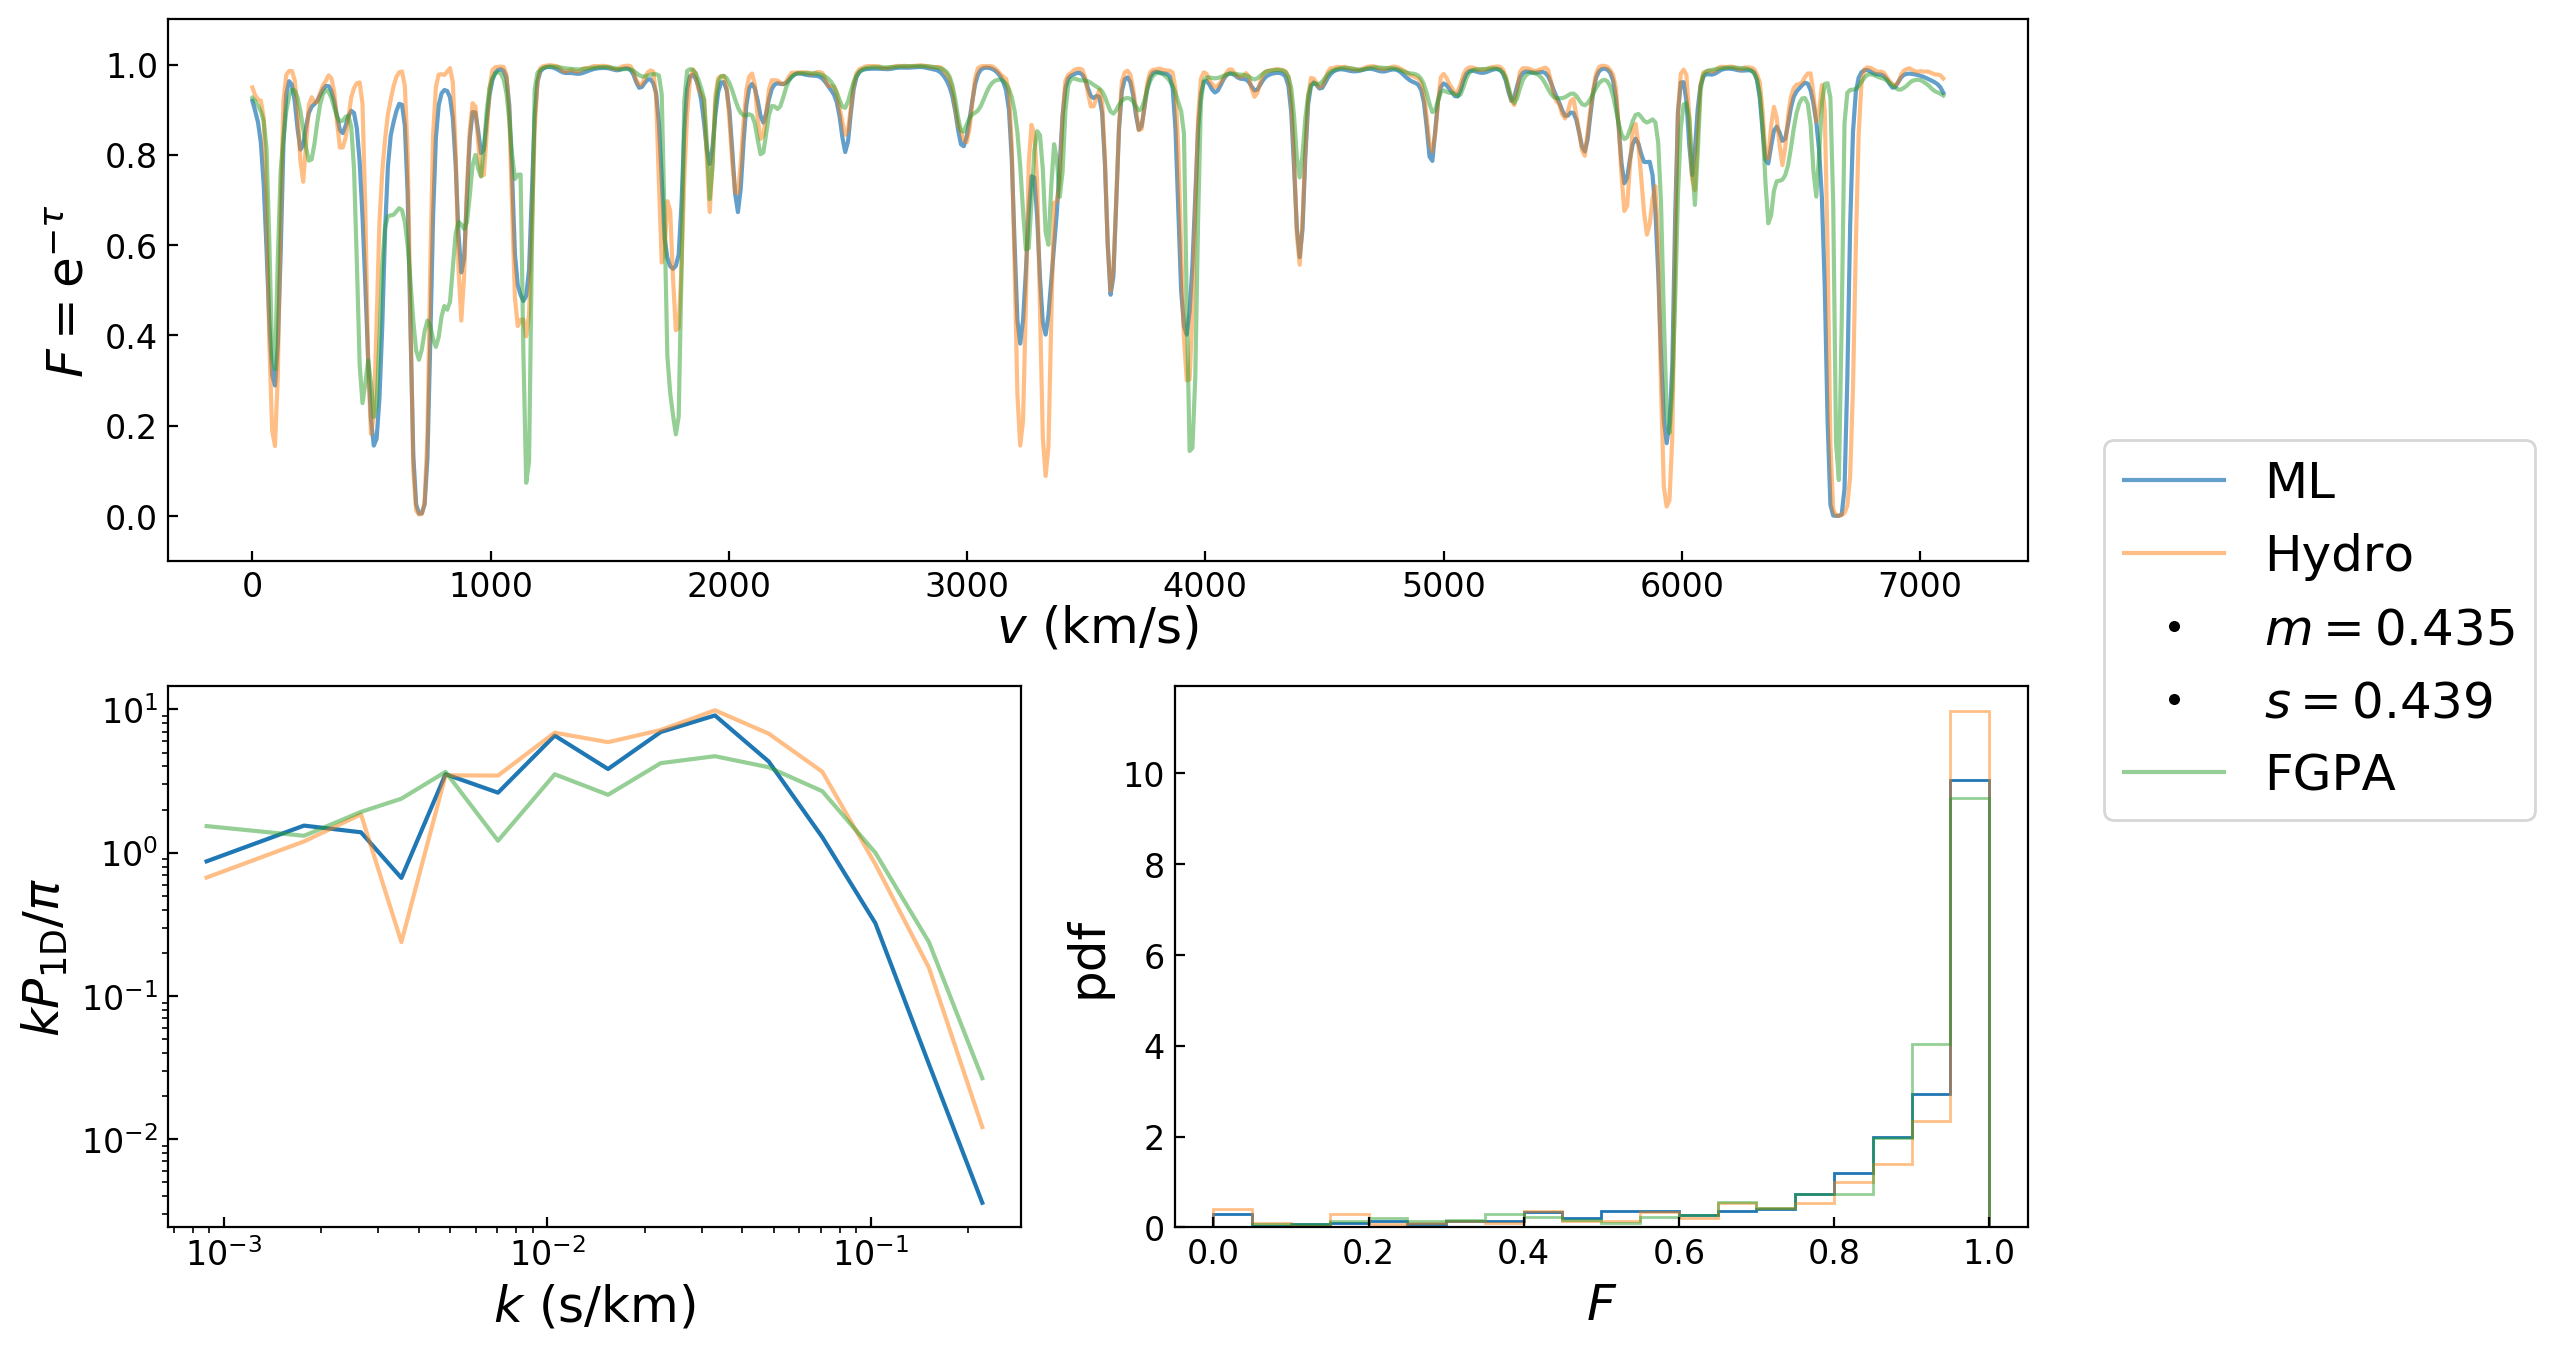 F = e^{−τ}
1.0
0.8
0.6
0.4
0.2
0.0
0 1000 2000 3000 4000 5000 6000 7000
v (km/s)
ML
Hydro
m = 0.435
s = 0.439
FGPA
kP_{1D}/π
10^{1}
10^{0}
10^{−1}
10^{−2}
10^{−3} 10^{−2} 10^{−1}
k (s/km)
pdf
10
8
6
4
2
0
0.0 0.2 0.4 0.6 0.8 1.0
F